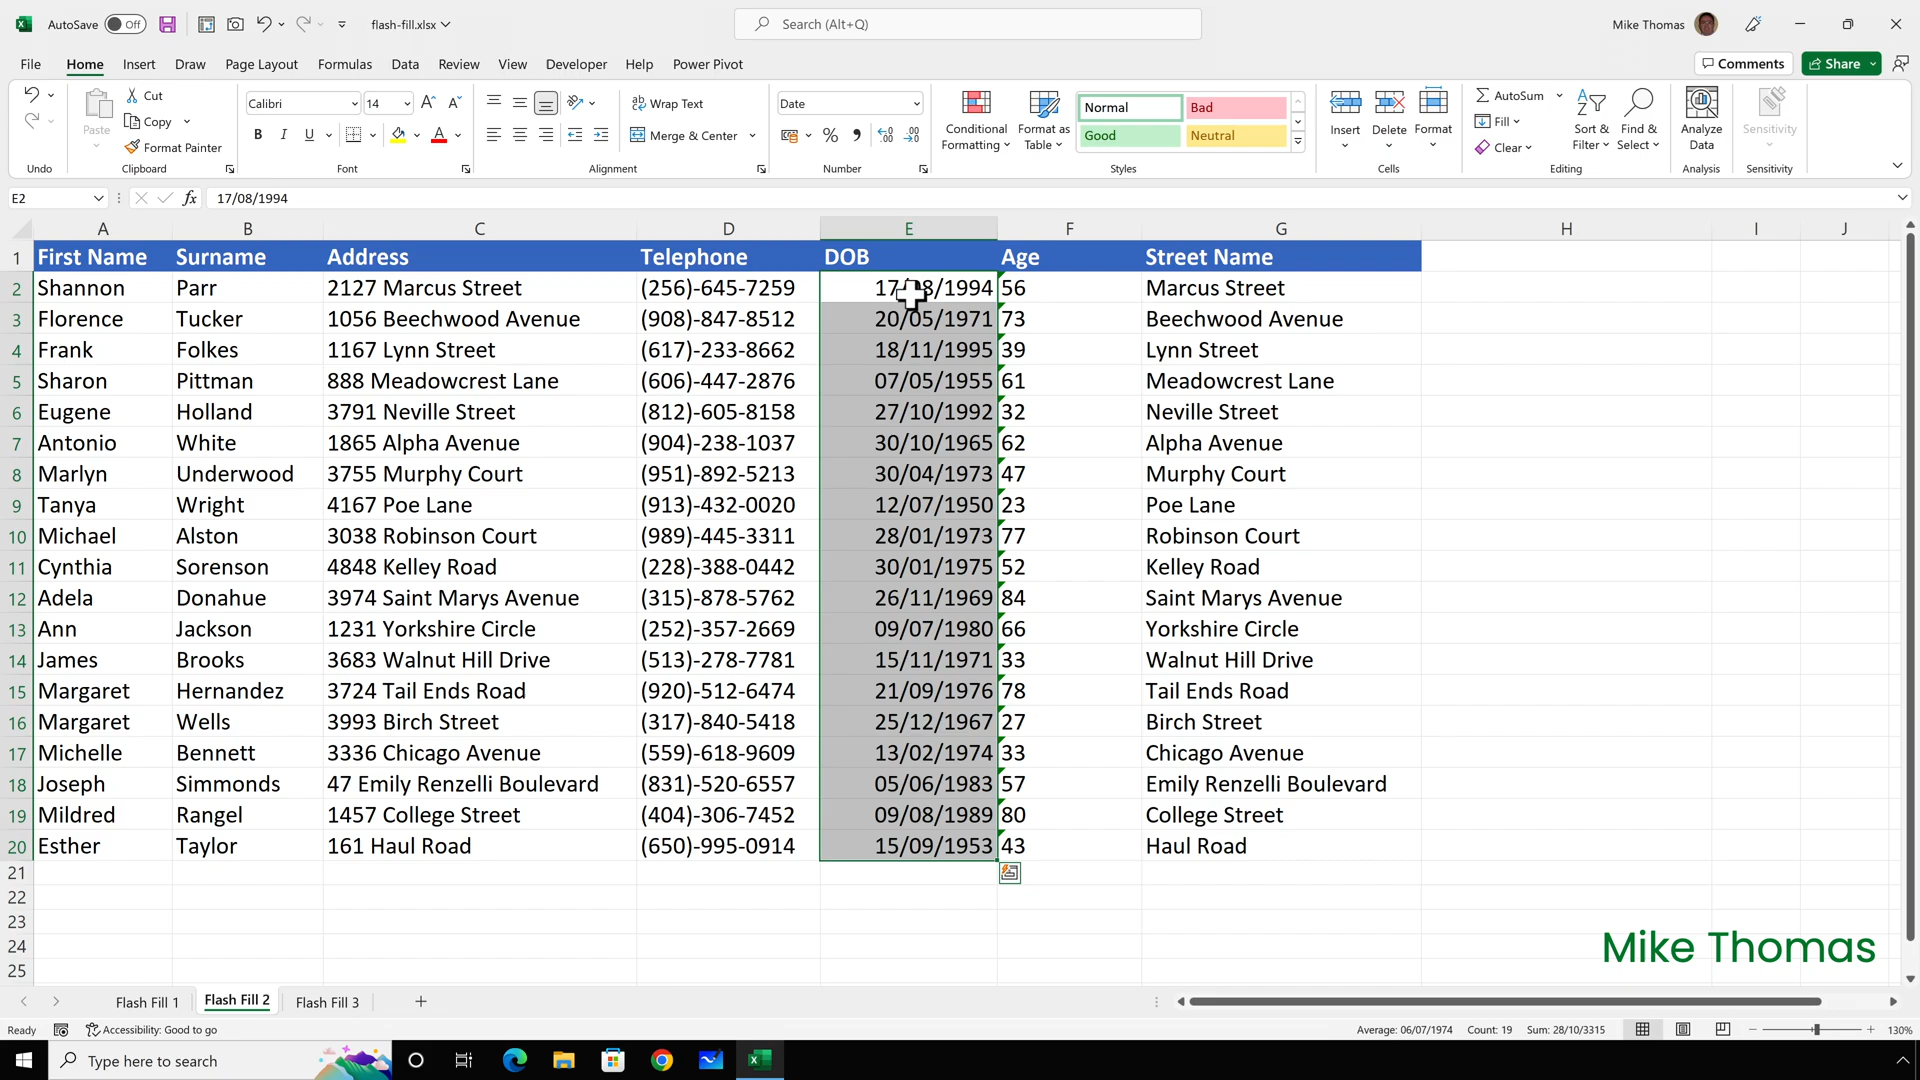 AutoSave Off flash-fill.xlsx Search (Alt+Q) Mike Thomas
File Home Insert Draw Page Layout Formulas Data Review View Developer Help Power Pivot Comments Share
Cut Calibri 14 Wrap Text Date Normal Bad AutoSum
Paste Copy Merge & Center Conditional Formatting Format as Table Good Neutral Insert Delete Format Fill Sort & Filter Find & Select Analyze Data Sensitivity
Format Painter Clear
Undo Clipboard Font Alignment Number Styles Cells Editing Analysis Sensitivity
E2 fx 17/08/1994
A B C D E F G H I J
1 First Name Surname Address Telephone DOB Age Street Name
2 Shannon Parr 2127 Marcus Street (256)-645-7259 56 Marcus Street
3 Florence Tucker 1056 Beechwood Avenue (908)-847-8512 20/05/1971 73 Beechwood Avenue
4 Frank Folkes 1167 Lynn Street (617)-233-8662 18/11/1995 39 Lynn Street
5 Sharon Pittman 888 Meadowcrest Lane (606)-447-2876 07/05/1955 61 Meadowcrest Lane
6 Eugene Holland 3791 Neville Street (812)-605-8158 27/10/1992 32 Neville Street
7 Antonio White 1865 Alpha Avenue (904)-238-1037 30/10/1965 62 Alpha Avenue
8 Marlyn Underwood 3755 Murphy Court (951)-892-5213 30/04/1973 47 Murphy Court
9 Tanya Wright 4167 Poe Lane (913)-432-0020 12/07/1950 23 Poe Lane
10 Michael Alston 3038 Robinson Court (989)-445-3311 28/01/1973 77 Robinson Court
11 Cynthia Sorenson 4848 Kelley Road (228)-388-0442 30/01/1975 52 Kelley Road
12 Adela Donahue 3974 Saint Marys Avenue (315)-878-5762 26/11/1969 84 Saint Marys Avenue
13 Ann Jackson 1231 Yorkshire Circle (252)-357-2669 09/07/1980 66 Yorkshire Circle
14 James Brooks 3683 Walnut Hill Drive (513)-278-7781 15/11/1971 33 Walnut Hill Drive
15 Margaret Hernandez 3724 Tail Ends Road (920)-512-6474 21/09/1976 78 Tail Ends Road
16 Margaret Wells 3993 Birch Street (317)-840-5418 25/12/1967 27 Birch Street
17 Michelle Bennett 3336 Chicago Avenue (559)-618-9609 13/02/1974 33 Chicago Avenue
18 Joseph Simmonds 47 Emily Renzelli Boulevard (831)-520-6557 05/06/1983 57 Emily Renzelli Boulevard
19 Mildred Rangel 1457 College Street (404)-306-7452 09/08/1989 80 College Street
20 Esther Taylor 161 Haul Road (650)-995-0914 15/09/1953 43 Haul Road
21
22
23
24
25
Mike Thomas
Flash Fill 1 Flash Fill 2 Flash Fill 3
Ready Accessibility: Good to go Average: 06/07/1974 Count: 19 Sum: 28/10/3315 130%
Type here to search